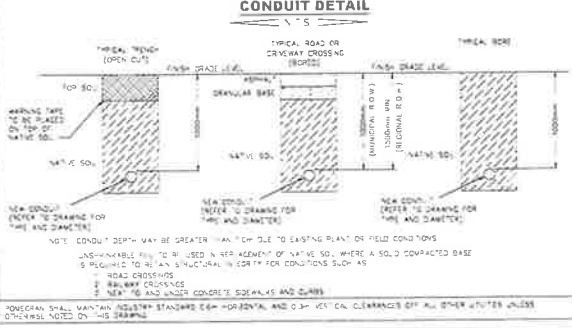 CONDUIT DETAIL
NTS
TYPICAL TRENCH
(OPEN CUT)
TYPICAL ROAD OR
DRIVEWAY CROSSING
(BORED)
TYPICAL BORE
FINISH GRADE LEVEL
FINISH GRADE LEVEL
TOP SOIL
ASPHALT
GRANULAR BASE
WARNING TAPE
TO BE PLACED
ON TOP OF
NATIVE SOIL
1000mm
(MUNICIPAL ROW)
1500mm MIN
(REGIONAL ROW)
NATIVE SOIL
NATIVE SOIL
NATIVE SOIL
NEW CONDUIT
(REFER TO DRAWING FOR
TYPE AND DIAMETER)
NEW CONDUIT
(REFER TO DRAWING FOR
TYPE AND DIAMETER)
NEW CONDUIT
(REFER TO DRAWING FOR
TYPE AND DIAMETER)
NOTE: CONDUIT DEPTH MAY BE GREATER THAN DUE TO EXISTING PLANT OR FIELD CONDITIONS
UNSHRINKABLE FILL TO BE USED IN REPLACEMENT OF NATIVE SOIL WHERE A SOLID COMPACTED BASE
IS REQUIRED TO RETAIN STRUCTURAL INTEGRITY FOR CONDITIONS SUCH AS
1. ROAD CROSSINGS
2. RAILWAY CROSSINGS
3. NEXT TO AND UNDER CONCRETE SIDEWALKS AND CURBS
POMEGRAN SHALL MAINTAIN INDUSTRY STANDARD 0.6M HORIZONTAL AND 0.3M VERTICAL CLEARANCES OFF ALL OTHER UTILITIES UNLESS
OTHERWISE NOTED ON THIS DRAWING